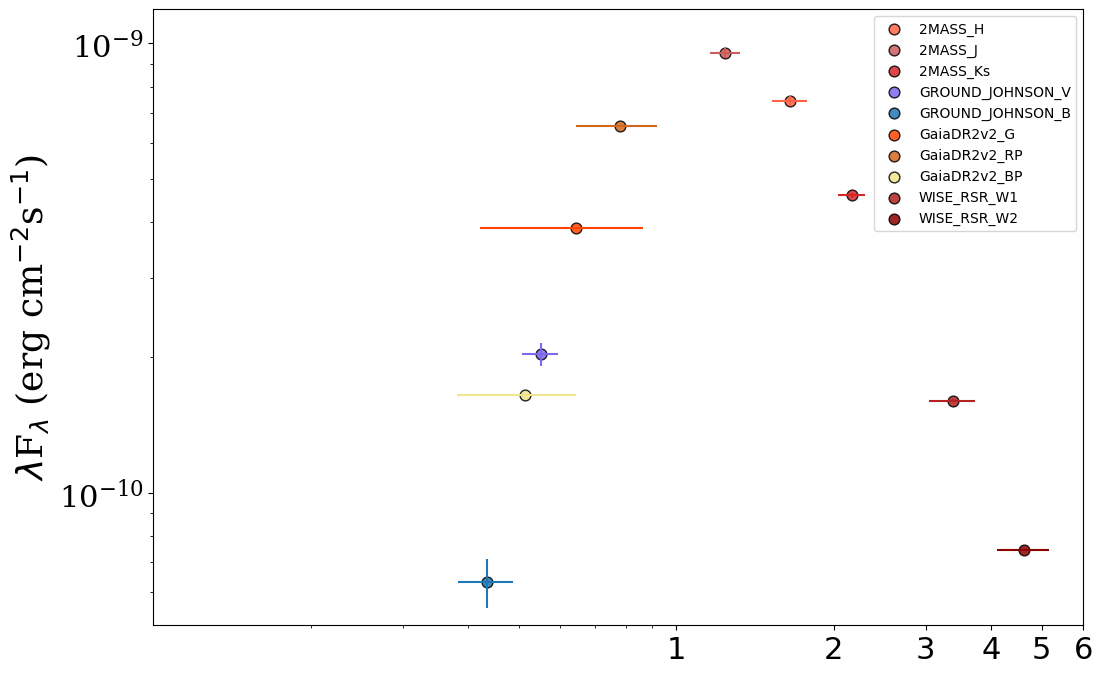 10⁻⁹
10⁻¹⁰
λF_λ (erg cm⁻²s⁻¹)
2MASS_H
2MASS_J
2MASS_Ks
GROUND_JOHNSON_V
GROUND_JOHNSON_B
GaiaDR2v2_G
GaiaDR2v2_RP
GaiaDR2v2_BP
WISE_RSR_W1
WISE_RSR_W2
1 2 3 4 5 6